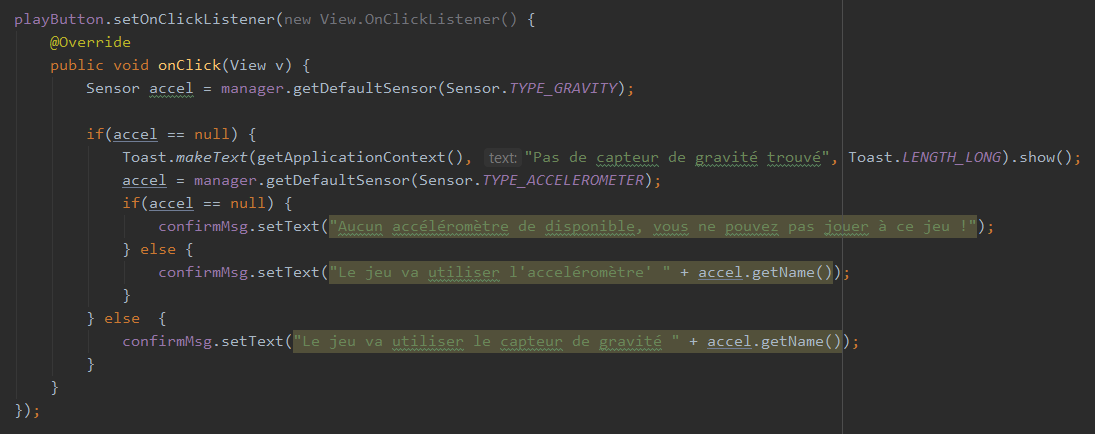 playButton.setOnClickListener(new View.OnClickListener() {
    @Override
    public void onClick(View v) {
        Sensor accel = manager.getDefaultSensor(Sensor.TYPE_GRAVITY);

        if(accel == null) {
            Toast.makeText(getApplicationContext(), text: "Pas de capteur de gravité trouvé", Toast.LENGTH_LONG).show();
            accel = manager.getDefaultSensor(Sensor.TYPE_ACCELEROMETER);
            if(accel == null) {
                confirmMsg.setText("Aucun accéléromètre de disponible, vous ne pouvez pas jouer à ce jeu !");
            } else {
                confirmMsg.setText("Le jeu va utiliser l'acceléromètre' " + accel.getName());
            }
        } else  {
            confirmMsg.setText("Le jeu va utiliser le capteur de gravité " + accel.getName());
        }
    }
});